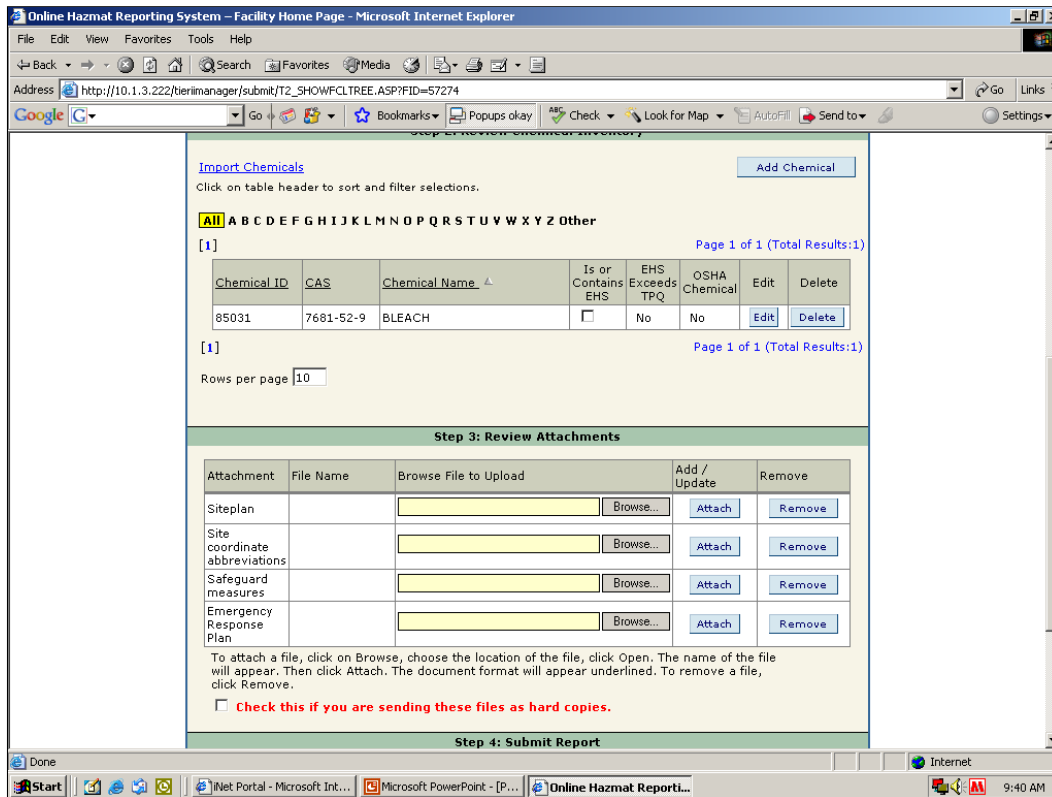 Online Hazmat Reporting System – Facility Home Page - Microsoft Internet Explorer
File Edit View Favorites Tools Help
Back Search Favorites Media
Address http://10.1.3.222/tieriimanager/submit/T2_SHOWFCLTREE.ASP?FID=57274 Go Links
Google G Go Bookmarks Popups okay ABC Check Look for Map AutoFill Send to Settings
Step 2: Review Chemical Inventory
Import Chemicals Add Chemical
Click on table header to sort and filter selections.
All A B C D E F G H I J K L M N O P Q R S T U V W X Y Z Other
[1] Page 1 of 1 (Total Results:1)
Chemical ID CAS Chemical Name Is or Contains EHS EHS Exceeds TPQ OSHA Chemical Edit Delete
85031 7681-52-9 BLEACH No No Edit Delete
[1] Page 1 of 1 (Total Results:1)
Rows per page 10
Step 3: Review Attachments
Attachment File Name Browse File to Upload Add / Update Remove
Siteplan Browse... Attach Remove
Site coordinate abbreviations Browse... Attach Remove
Safeguard measures Browse... Attach Remove
Emergency Response Plan Browse... Attach Remove
To attach a file, click on Browse, choose the location of the file, click Open. The name of the file
will appear. Then click Attach. The document format will appear underlined. To remove a file,
click Remove.
Check this if you are sending these files as hard copies.
Step 4: Submit Report
Done Internet
Start iNet Portal - Microsoft Int... Microsoft PowerPoint - [P... Online Hazmat Reporti... 9:40 AM